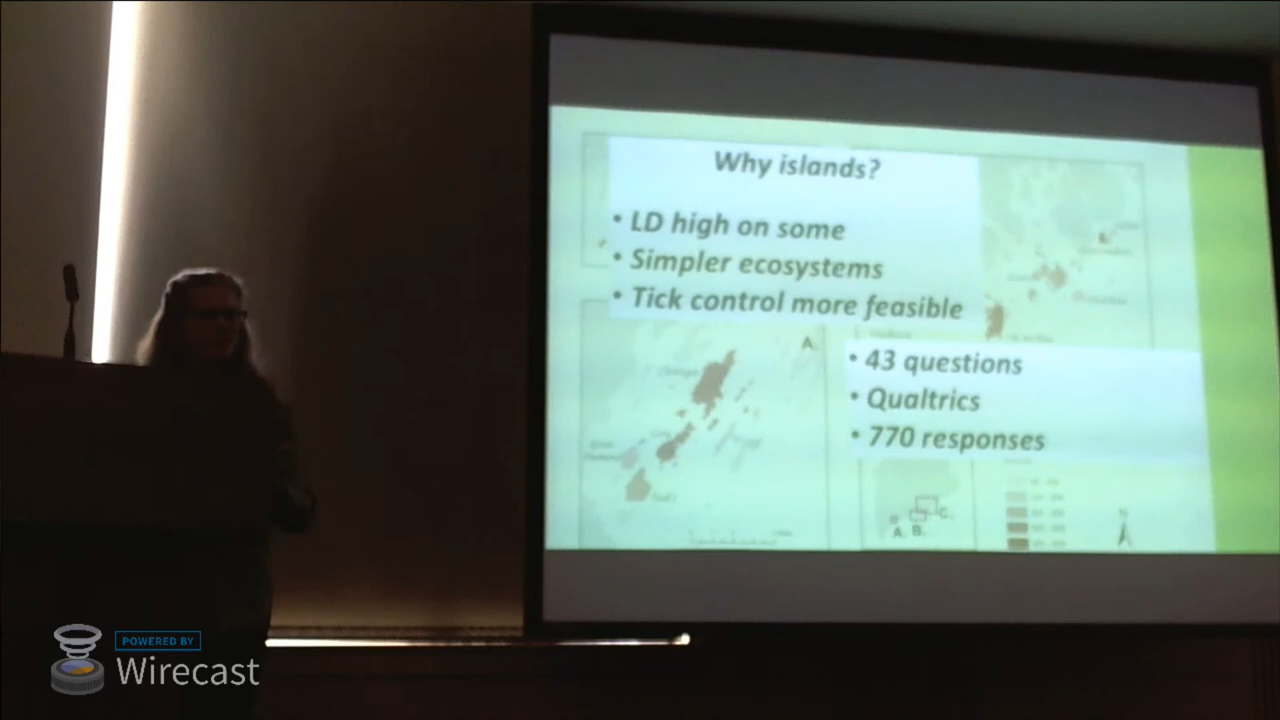 Why islands?
• LD high on some
• Simpler ecosystems
• Tick control more feasible
A.
• 43 questions
• Qualtrics
• 770 responses
C.
A. B.
N
POWERED BY
Wirecast